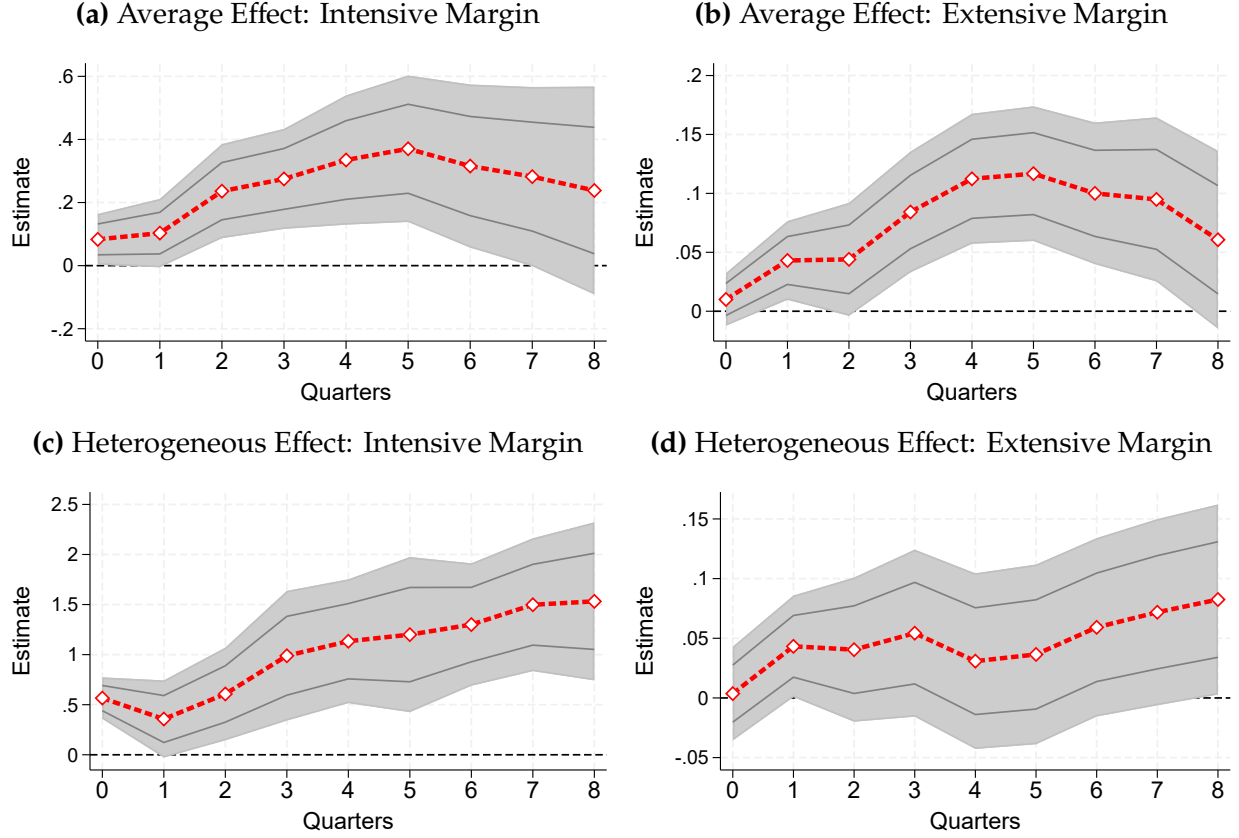 (a) Average Effect: Intensive Margin
.6
.4
.2
0
-.2
Estimate
0 1 2 3 4 5 6 7 8
Quarters
(b) Average Effect: Extensive Margin
.2
.15
.1
.05
0
Estimate
0 1 2 3 4 5 6 7 8
Quarters
(c) Heterogeneous Effect: Intensive Margin
2.5
2
1.5
1
.5
0
Estimate
0 1 2 3 4 5 6 7 8
Quarters
(d) Heterogeneous Effect: Extensive Margin
.15
.1
.05
0
-.05
Estimate
0 1 2 3 4 5 6 7 8
Quarters